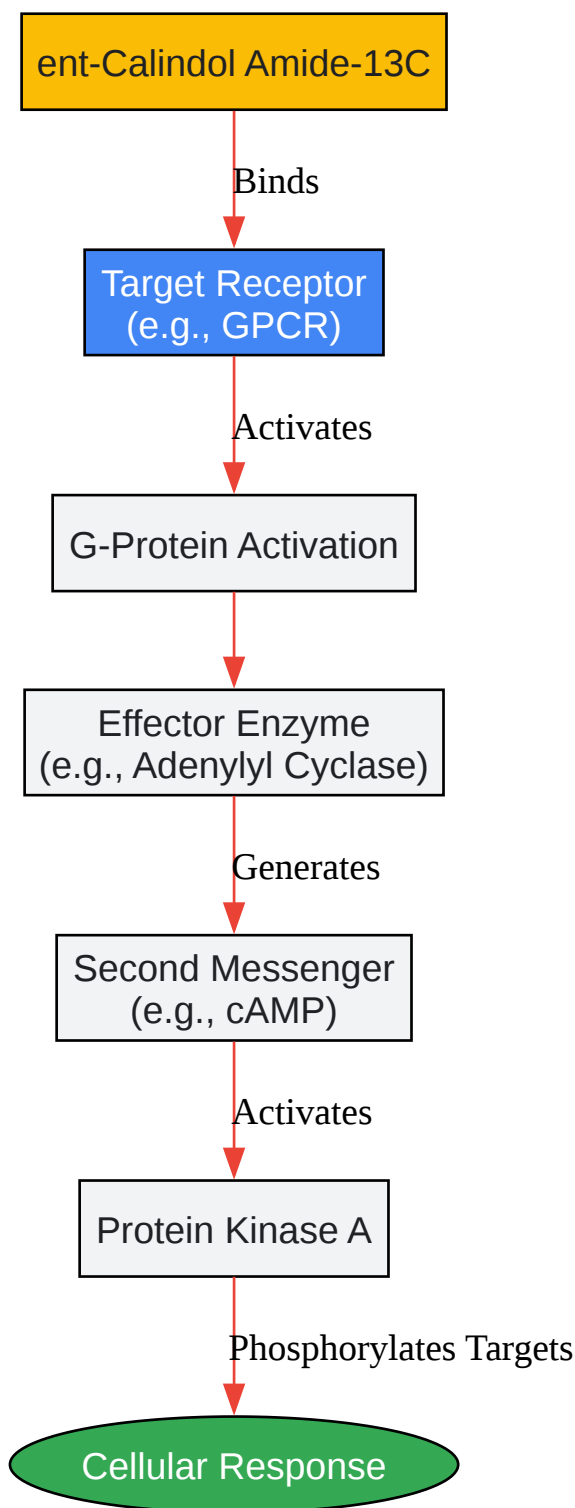 ent-Calindol Amide-13C
Binds
Target Receptor
(e.g., GPCR)
Activates
G-Protein Activation
Effector Enzyme
(e.g., Adenylyl Cyclase)
Generates
Second Messenger
(e.g., cAMP)
Activates
Protein Kinase A
Phosphorylates Targets
Cellular Response